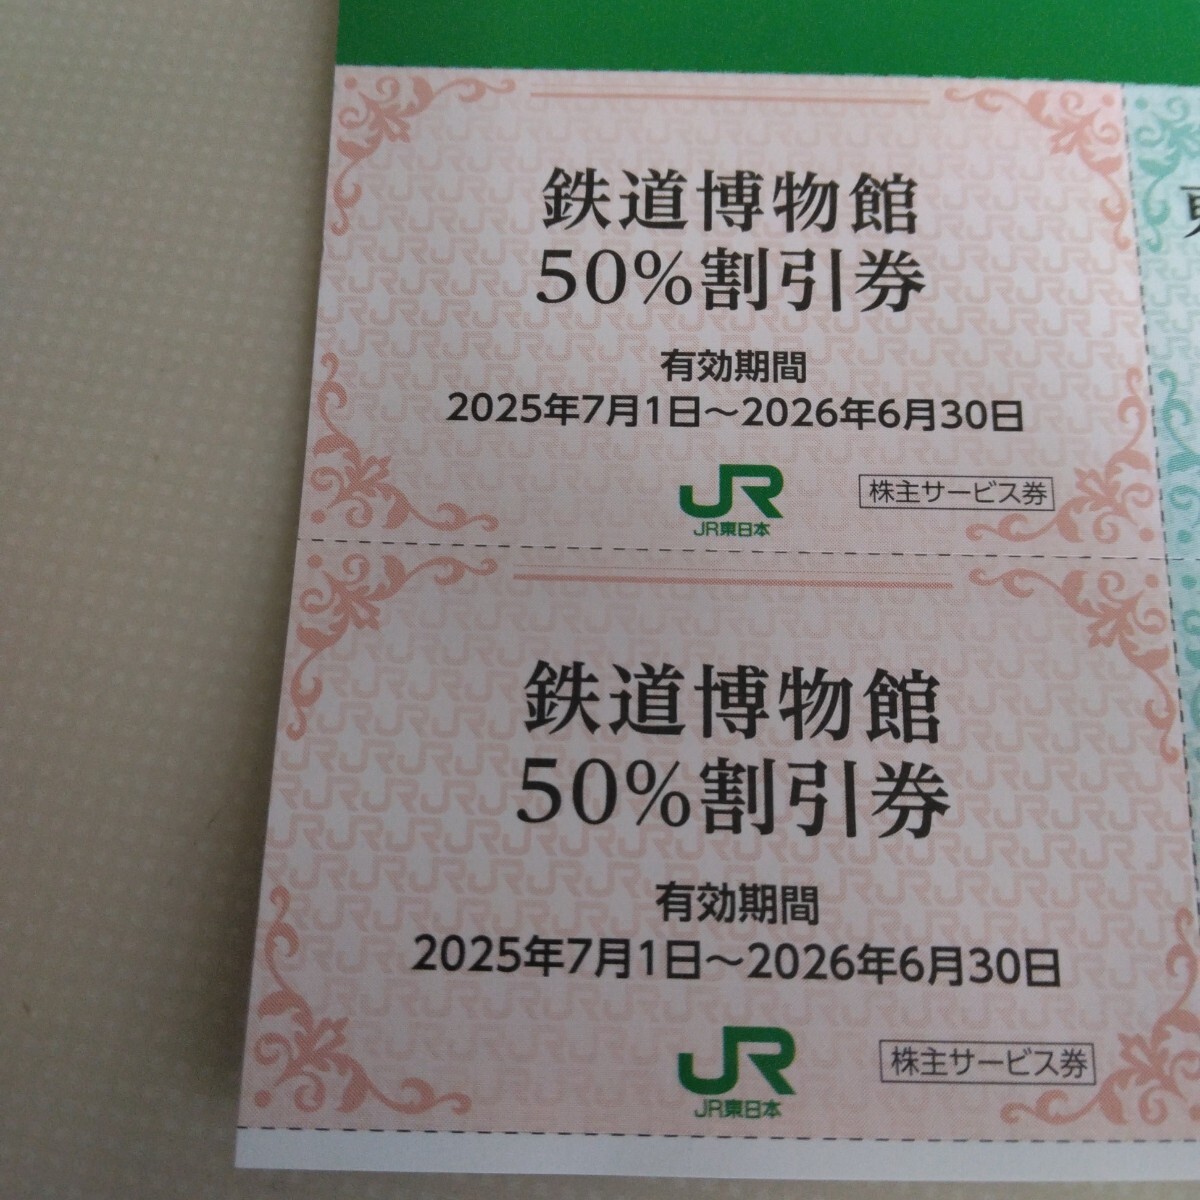 鉄道博物館
50%割引券
有効期間
2025年7月1日～2026年6月30日
JR
JR東日本
株主サービス券
鉄道博物館
50%割引券
有効期間
2025年7月1日～2026年6月30日
JR
JR東日本
株主サービス券